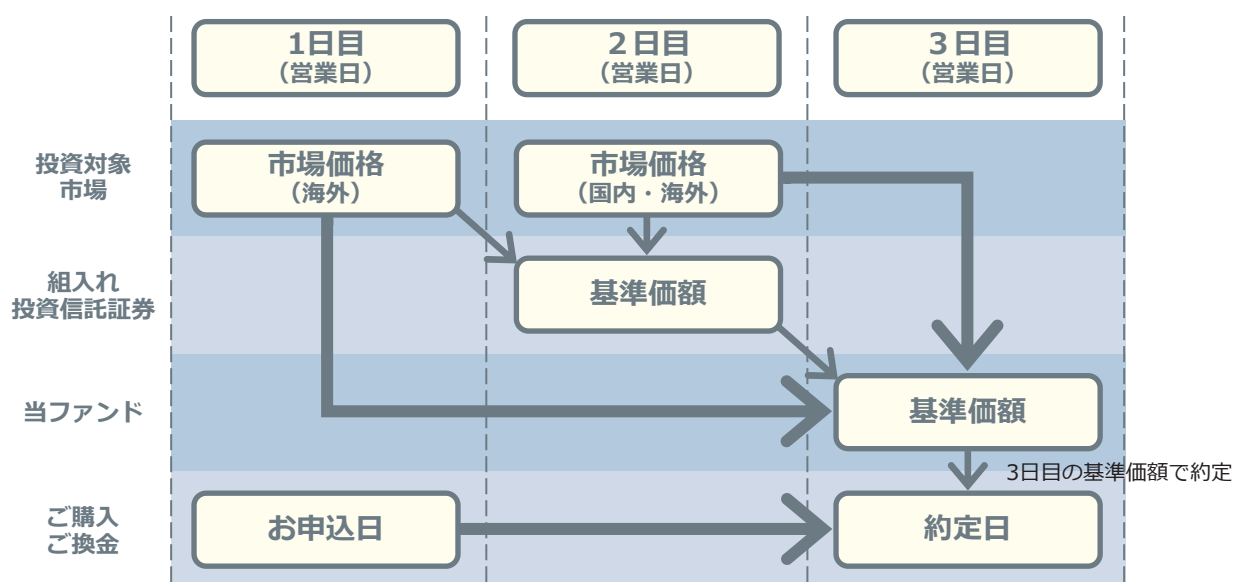 1日目
（営業日）
2日目
（営業日）
3日目
（営業日）
投資対象
市場
市場価格
（海外）
市場価格
（国内・海外）
組入れ
投資信託証券
基準価額
当ファンド
基準価額
3日目の基準価額で約定
ご購入
ご換金
お申込日
約定日